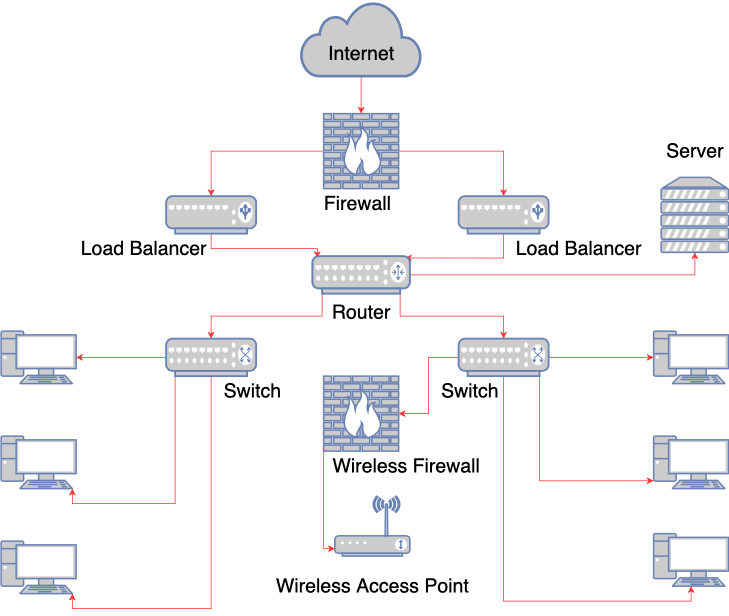 Internet
Server
Firewall
Load Balancer
Load Balancer
Router
Switch
Switch
Wireless Firewall
Wireless Access Point